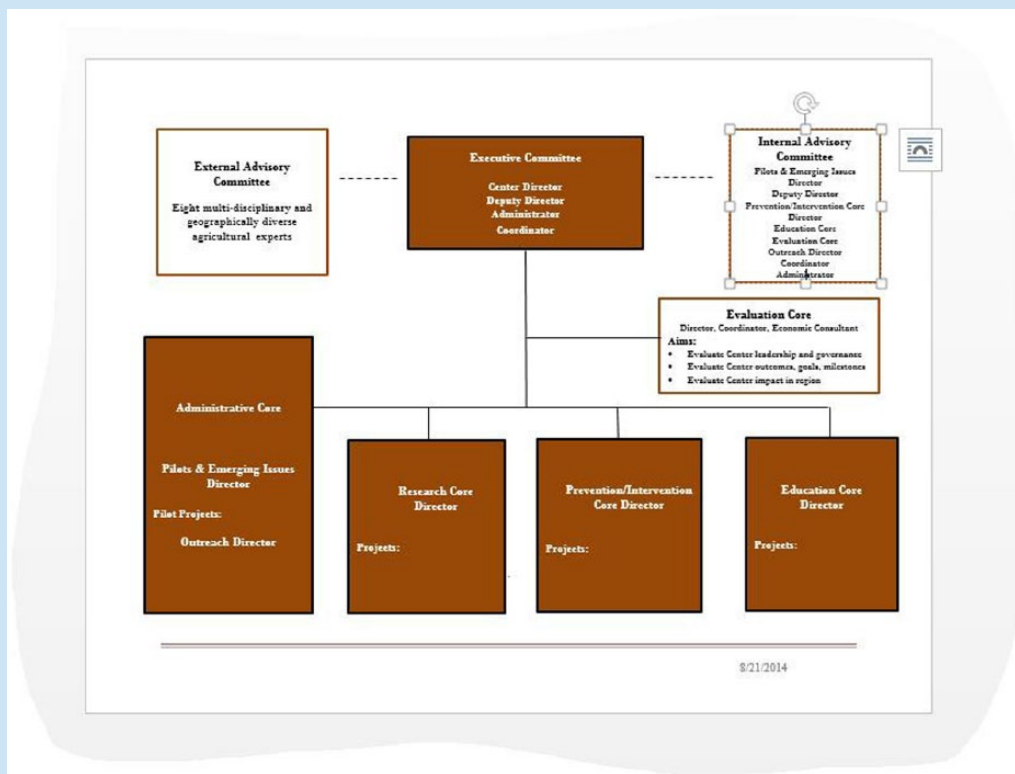 External Advisory
Committee
Eight multi-disciplinary and
geographically diverse
agricultural experts
Executive Committee
Center Director
Deputy Director
Administrator
Coordinator
Internal Advisory
Committee
Pilots & Emerging Issues
Director
Deputy Director
Prevention/Intervention Core
Director
Education Core
Evaluation Core
Outreach Director
Coordinator
Administrator
Evaluation Core
Director, Coordinator, Economic Consultant
Aims:
• Evaluate Center leadership and governance
• Evaluate Center outcomes, goals, milestones
• Evaluate Center impact in region
Administrative Core
Pilots & Emerging Issues
Director
Pilot Projects:
Outreach Director
Research Core
Director
Projects:
Prevention/Intervention
Core Director
Projects:
Education Core
Director
Projects:
8/21/2014